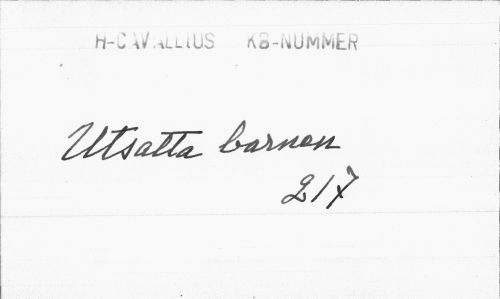 H-CAVALLIUS KB-NUMMER
Utsatta barnen
217